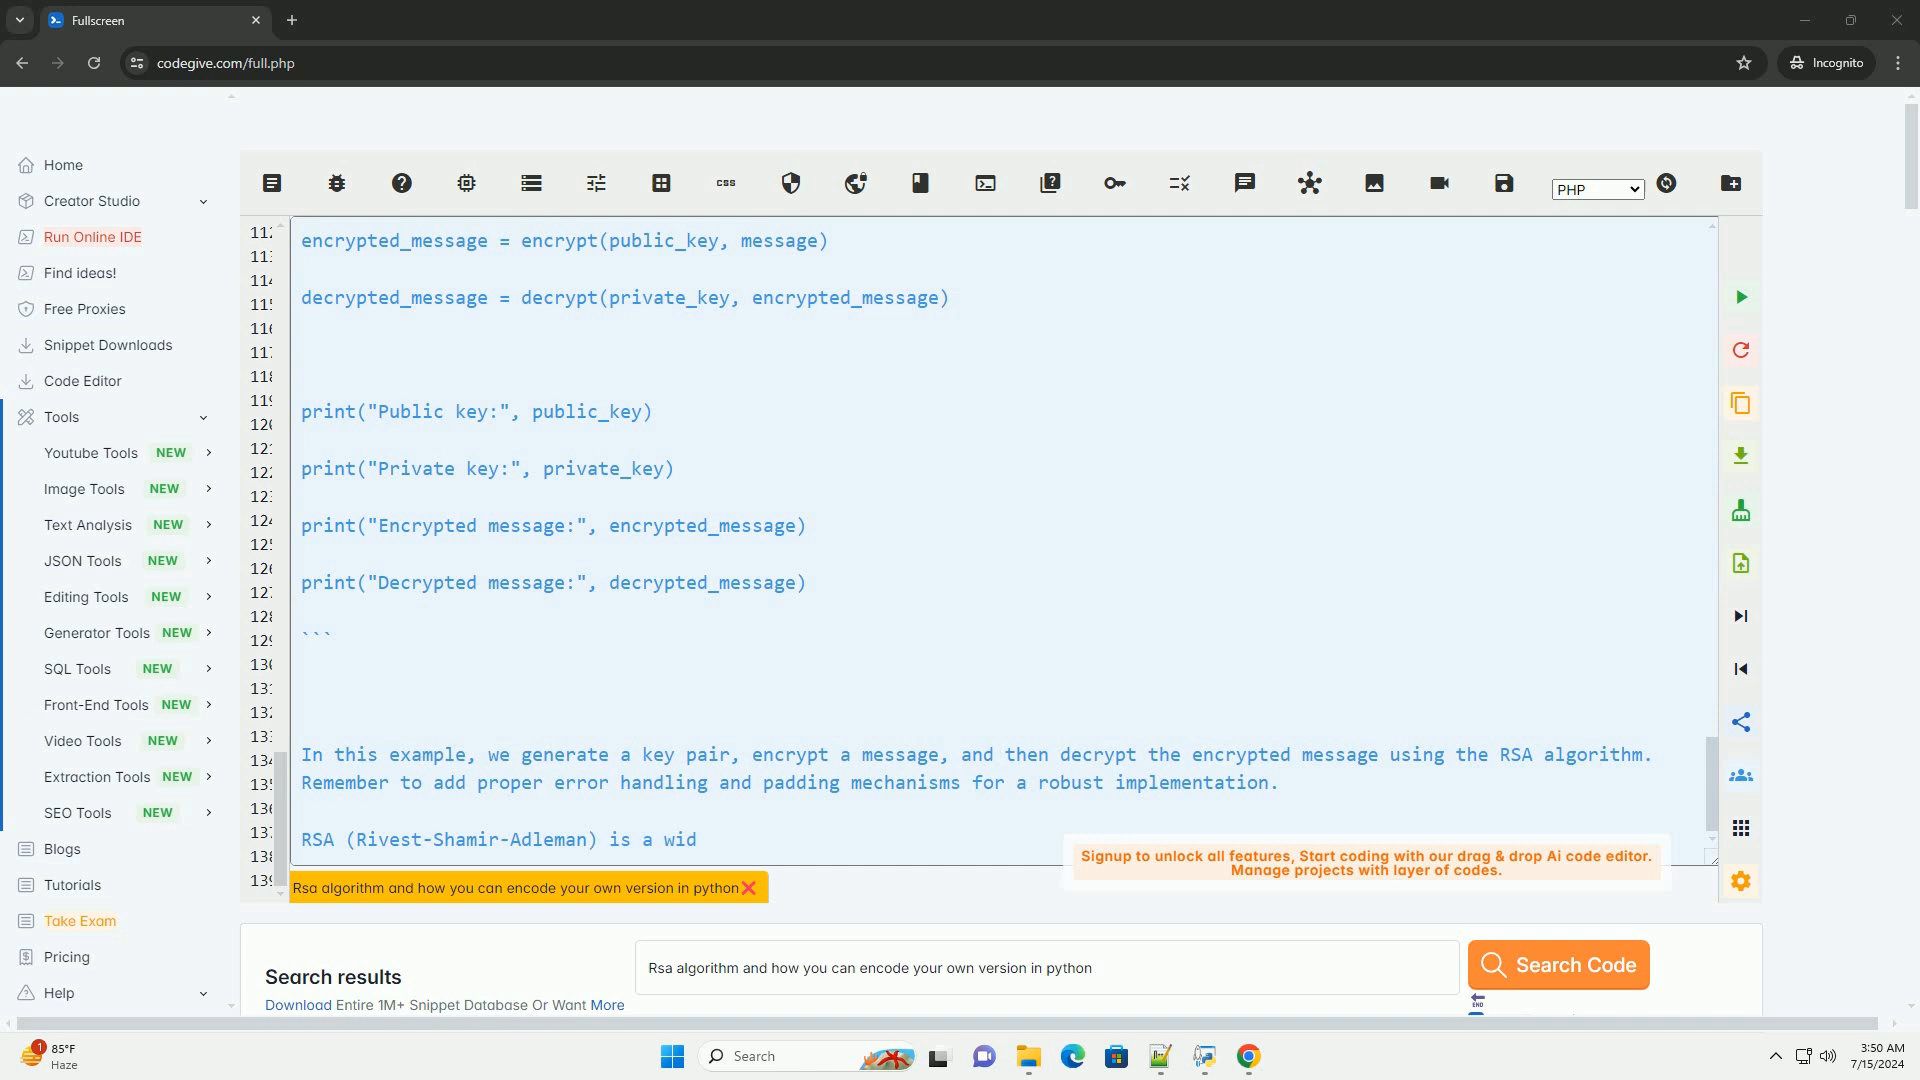 Fullscreen
codegive.com/full.php
Incognito
Home
Creator Studio
Run Online IDE
Find ideas!
Free Proxies
Snippet Downloads
Code Editor
Tools
Youtube Tools NEW
Image Tools NEW
Text Analysis NEW
JSON Tools NEW
Editing Tools NEW
Generator Tools NEW
SQL Tools NEW
Front-End Tools NEW
Video Tools NEW
Extraction Tools NEW
SEO Tools NEW
Blogs
Tutorials
Take Exam
Pricing
Help
css
PHP
encrypted_message = encrypt(public_key, message)
decrypted_message = decrypt(private_key, encrypted_message)
print("Public key:", public_key)
print("Private key:", private_key)
print("Encrypted message:", encrypted_message)
print("Decrypted message:", decrypted_message)
```
In this example, we generate a key pair, encrypt a message, and then decrypt the encrypted message using the RSA algorithm.
Remember to add proper error handling and padding mechanisms for a robust implementation.
RSA (Rivest-Shamir-Adleman) is a wid
Signup to unlock all features, Start coding with our drag & drop Ai code editor.
Manage projects with layer of codes.
Rsa algorithm and how you can encode your own version in python
Search results
Download Entire 1M+ Snippet Database Or Want More
Rsa algorithm and how you can encode your own version in python
Search Code
END
1
85°F
Haze
Search
3:50 AM
7/15/2024